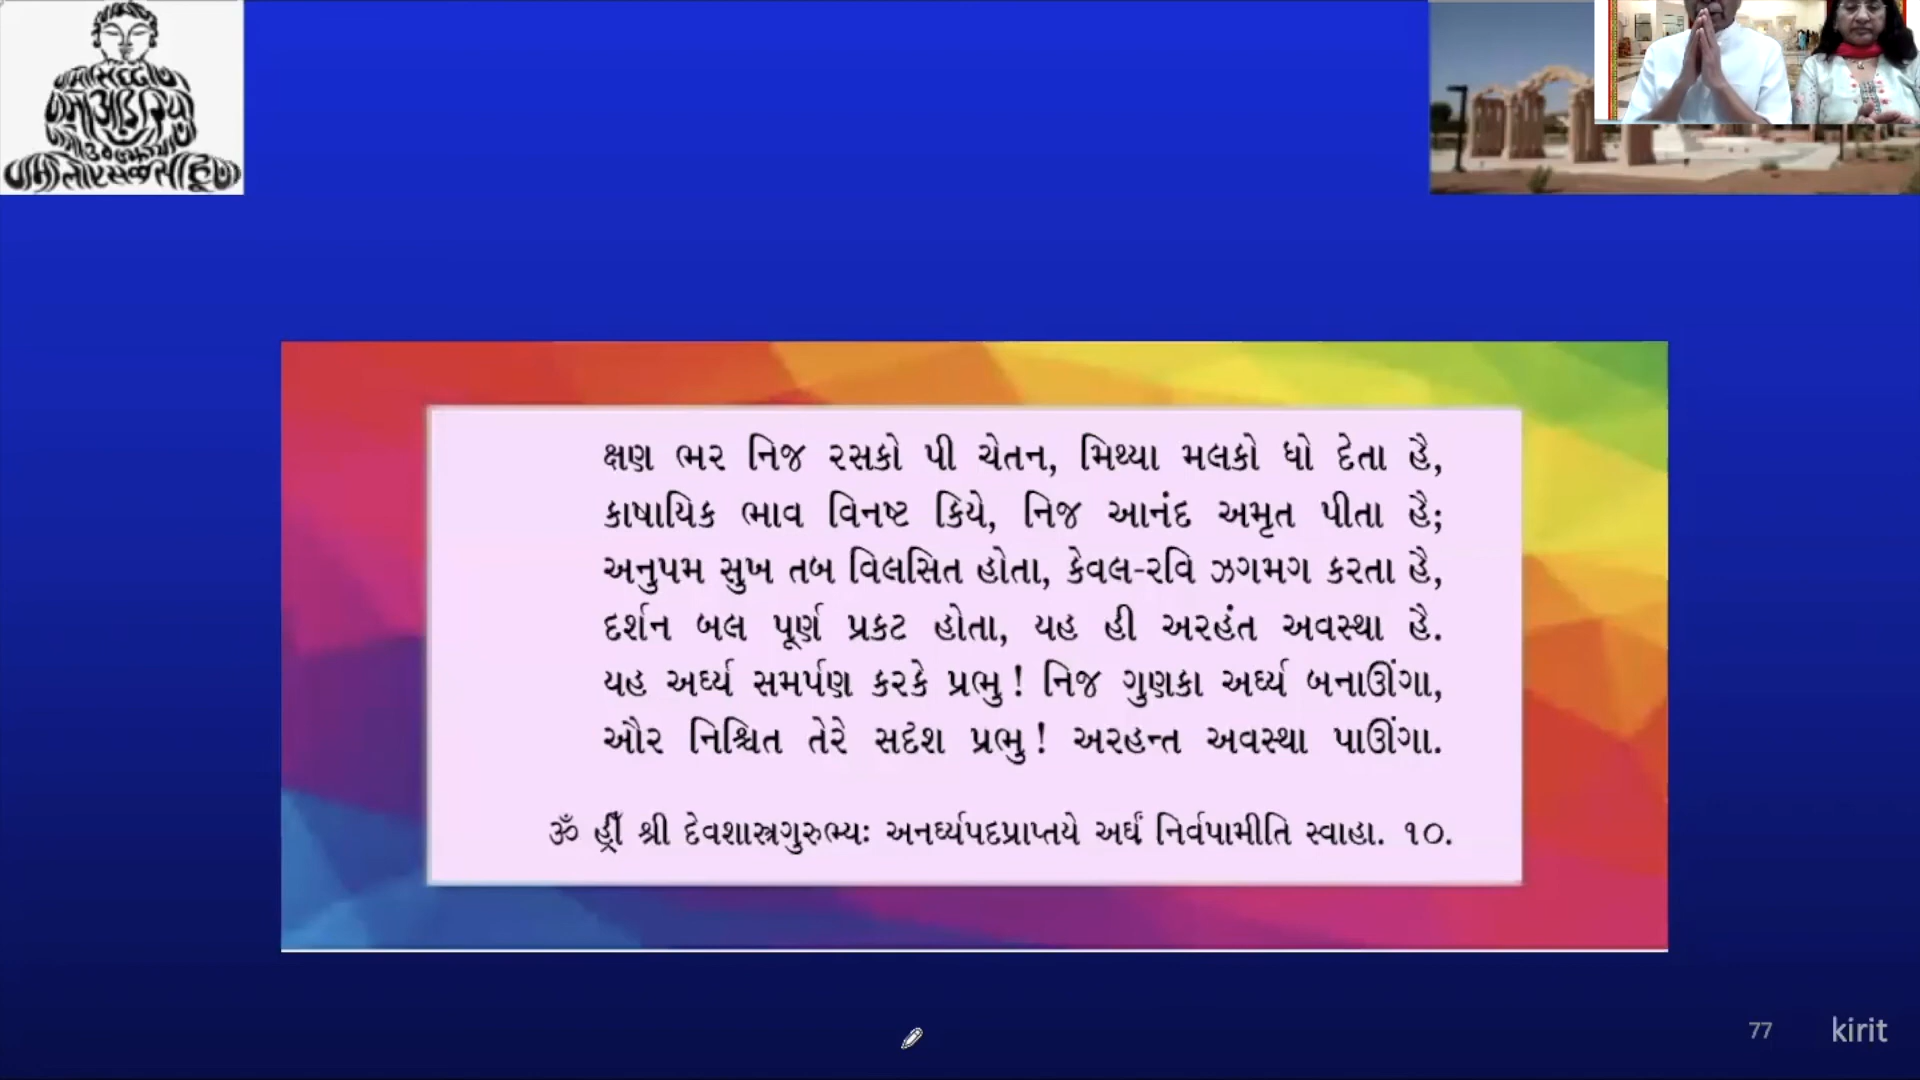 ક્ષણ ભર નિજ રસકો પી ચેતન, મિથ્યા મલકો ધો દેતા હૈ,
કાષાયિક ભાવ વિનષ્ટ કિયે, નિજ આનંદ અમૃત પીતા હૈ;
અનુપમ સુખ તબ વિલસિત હોતા, કેવલ-રવિ ઝગમગ કરતા હૈ,
દર્શન બલ પૂર્ણ પ્રકટ હોતા, યહ હી અરહંત અવસ્થા હૈ.
યહ અર્ઘ્ય સમર્પણ કરકે પ્રભુ ! નિજ ગુણકા અર્ઘ્ય બનાઊંગા,
ઔર નિશ્ચિત તેરે સદેશ પ્રભુ ! અરહન્ત અવસ્થા પાઊંગા.
ૐ હ્રીઁ શ્રી દેવશાસ્ત્રગુરુભ્યઃ અનર્ઘ્યપદપ્રાપ્તયે અર્ઘં નિર્વપામીતિ સ્વાહા. ૧૦.
77 kirit